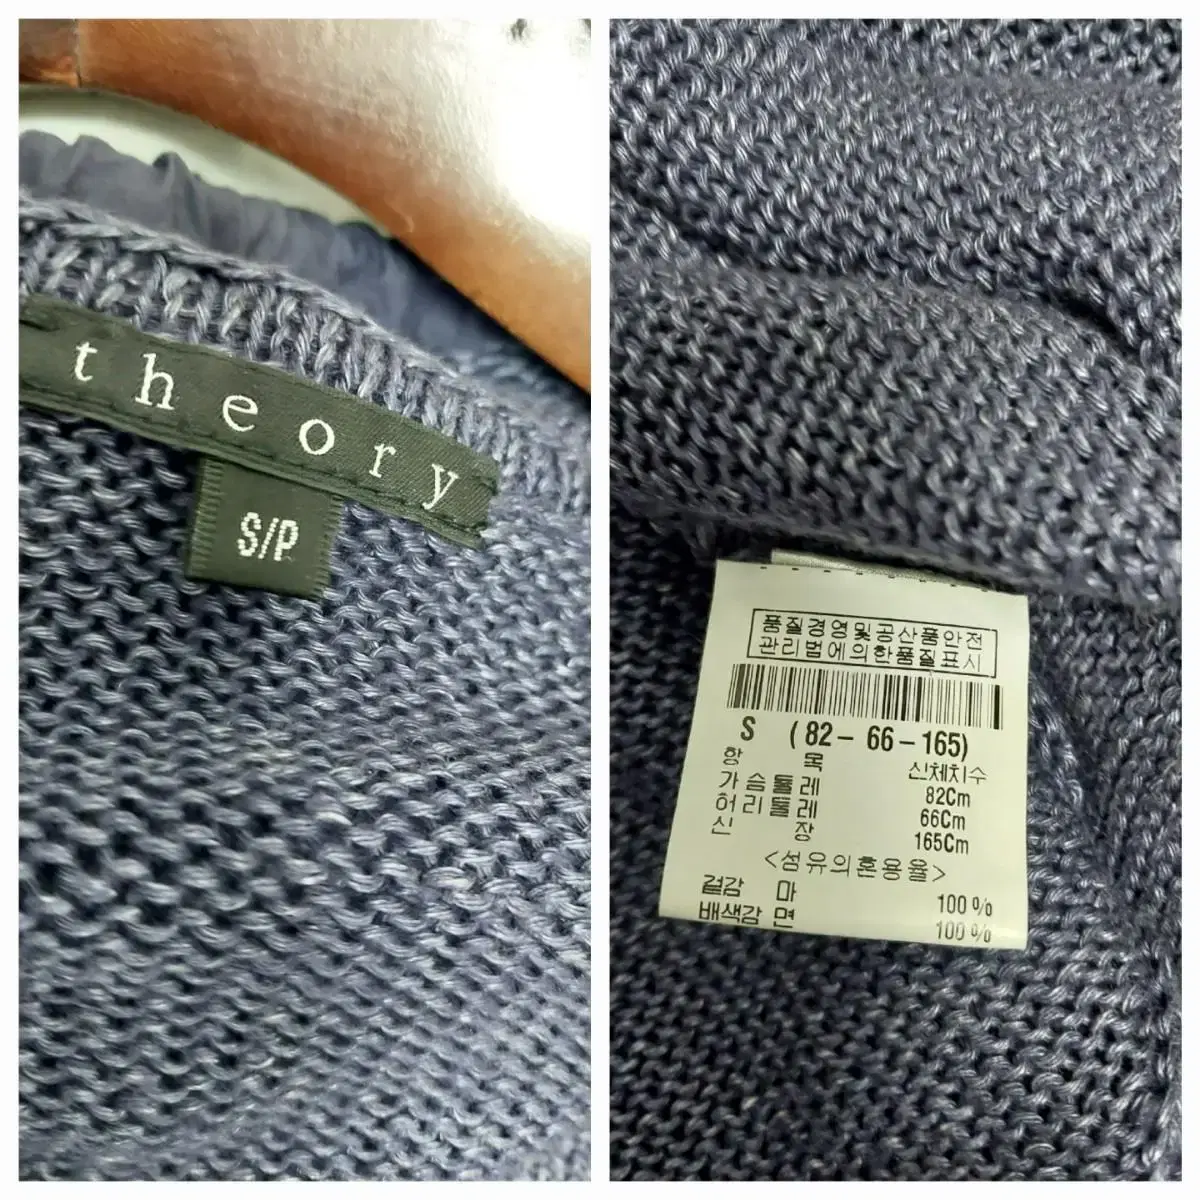 theory
S/P
품질경영및공산품안전
관리법에의한품질표시
S (82-66-165)
항 목 신체치수
가슴둘레 82Cm
허리둘레 66Cm
신 장 165Cm
<섬유의혼용율>
겉감 마 100%
배색감 면 100%